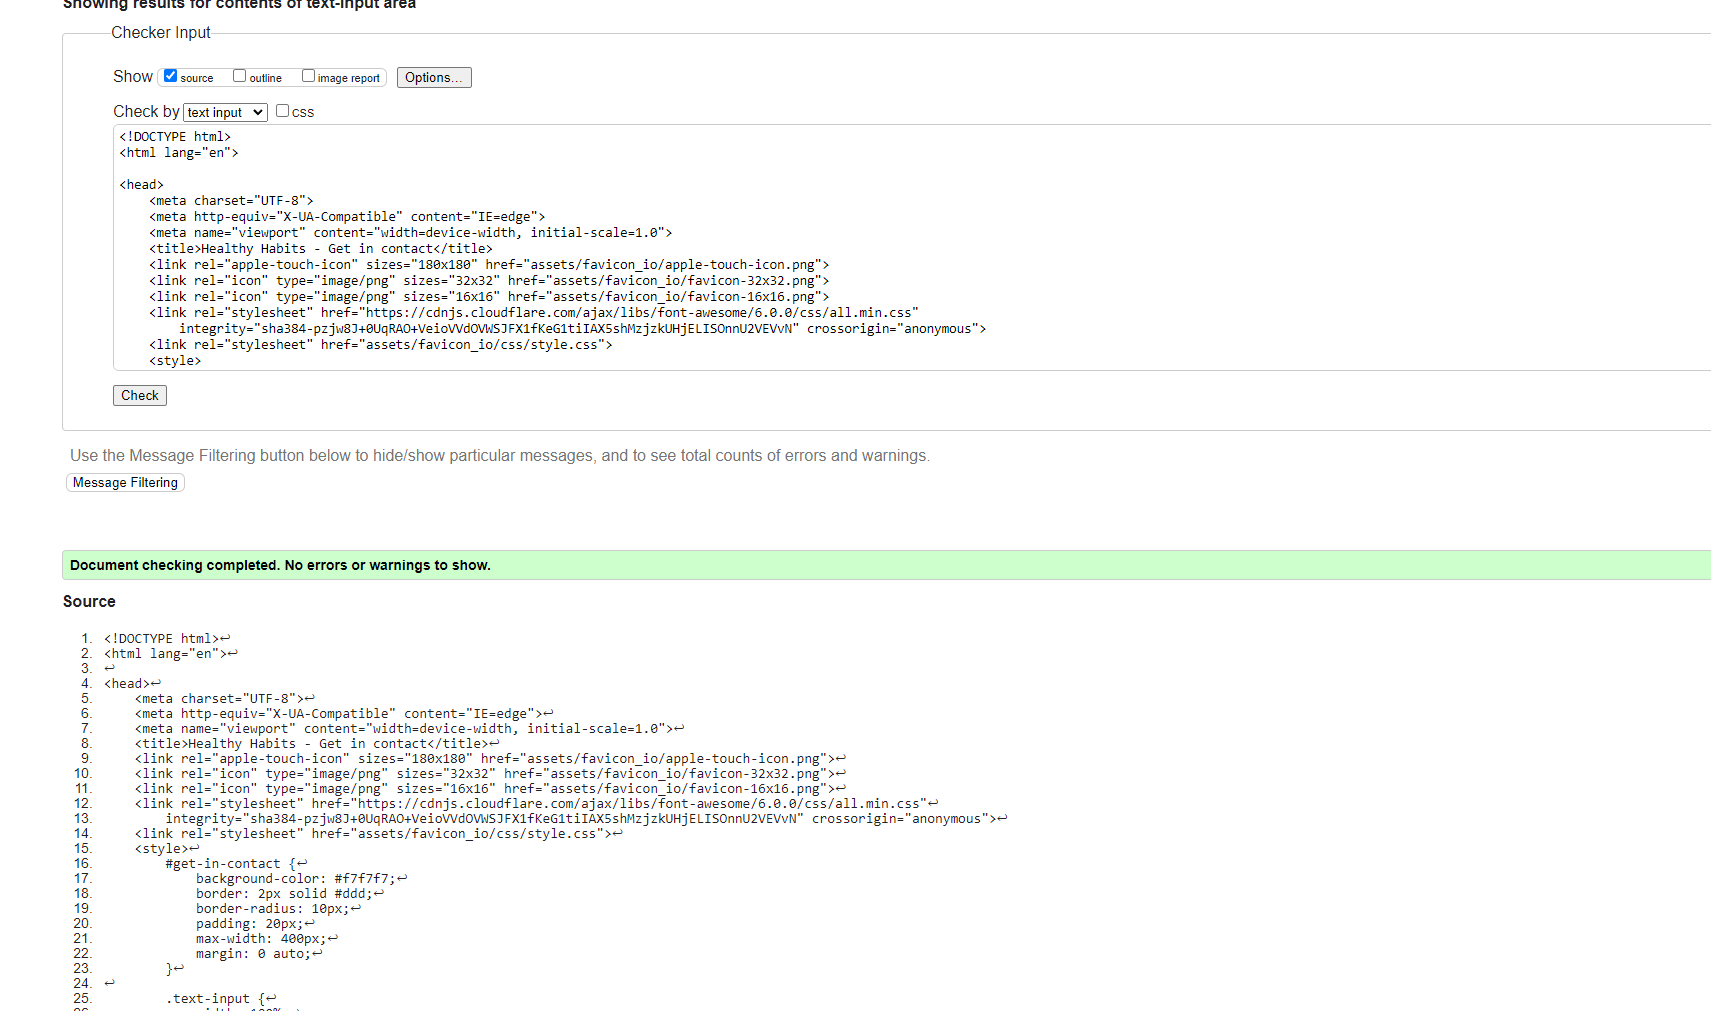 Showing results for contents of text-input area
Checker Input
Show source outline image report Options...
Check by text input css
<!DOCTYPE html>
<html lang="en">
<head>
<meta charset="UTF-8">
<meta http-equiv="X-UA-Compatible" content="IE=edge">
<meta name="viewport" content="width=device-width, initial-scale=1.0">
<title>Healthy Habits - Get in contact</title>
<link rel="apple-touch-icon" sizes="180x180" href="assets/favicon_io/apple-touch-icon.png">
<link rel="icon" type="image/png" sizes="32x32" href="assets/favicon_io/favicon-32x32.png">
<link rel="icon" type="image/png" sizes="16x16" href="assets/favicon_io/favicon-16x16.png">
<link rel="stylesheet" href="https://cdnjs.cloudflare.com/ajax/libs/font-awesome/6.0.0/css/all.min.css"
integrity="sha384-pzjw8J+0UqRAO+VeioVVdOVWSJFX1fKeG1tiIAX5shMzjzkUHjELISOnnU2VEVvN" crossorigin="anonymous">
<link rel="stylesheet" href="assets/favicon_io/css/style.css">
<style>
Check
Use the Message Filtering button below to hide/show particular messages, and to see total counts of errors and warnings.
Message Filtering
Document checking completed. No errors or warnings to show.
Source
1. <!DOCTYPE html>↩
2. <html lang="en">↩
3. ↩
4. <head>↩
5. <meta charset="UTF-8">↩
6. <meta http-equiv="X-UA-Compatible" content="IE=edge">↩
7. <meta name="viewport" content="width=device-width, initial-scale=1.0">↩
8. <title>Healthy Habits - Get in contact</title>↩
9. <link rel="apple-touch-icon" sizes="180x180" href="assets/favicon_io/apple-touch-icon.png">↩
10. <link rel="icon" type="image/png" sizes="32x32" href="assets/favicon_io/favicon-32x32.png">↩
11. <link rel="icon" type="image/png" sizes="16x16" href="assets/favicon_io/favicon-16x16.png">↩
12. <link rel="stylesheet" href="https://cdnjs.cloudflare.com/ajax/libs/font-awesome/6.0.0/css/all.min.css"↩
13. integrity="sha384-pzjw8J+0UqRAO+VeioVVdOVWSJFX1fKeG1tiIAX5shMzjzkUHjELISOnnU2VEVvN" crossorigin="anonymous">↩
14. <link rel="stylesheet" href="assets/favicon_io/css/style.css">↩
15. <style>↩
16. #get-in-contact {↩
17. background-color: #f7f7f7;↩
18. border: 2px solid #ddd;↩
19. border-radius: 10px;↩
20. padding: 20px;↩
21. max-width: 400px;↩
22. margin: 0 auto;↩
23. }↩
24. ↩
25. .text-input {↩